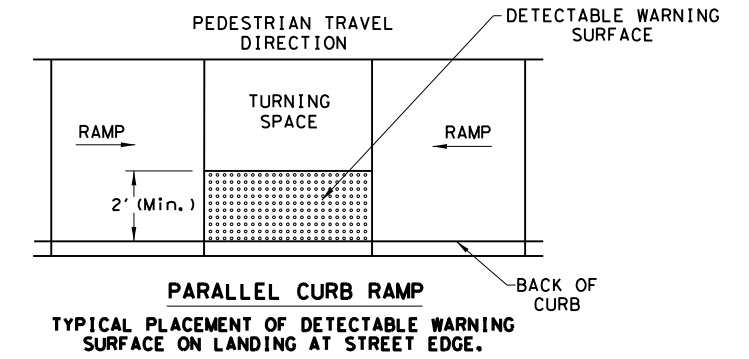 PEDESTRIAN TRAVEL
DIRECTION
DETECTABLE WARNING
SURFACE
TURNING
SPACE
RAMP
RAMP
2' (Min.)
BACK OF
CURB
PARALLEL CURB RAMP
TYPICAL PLACEMENT OF DETECTABLE WARNING
SURFACE ON LANDING AT STREET EDGE.